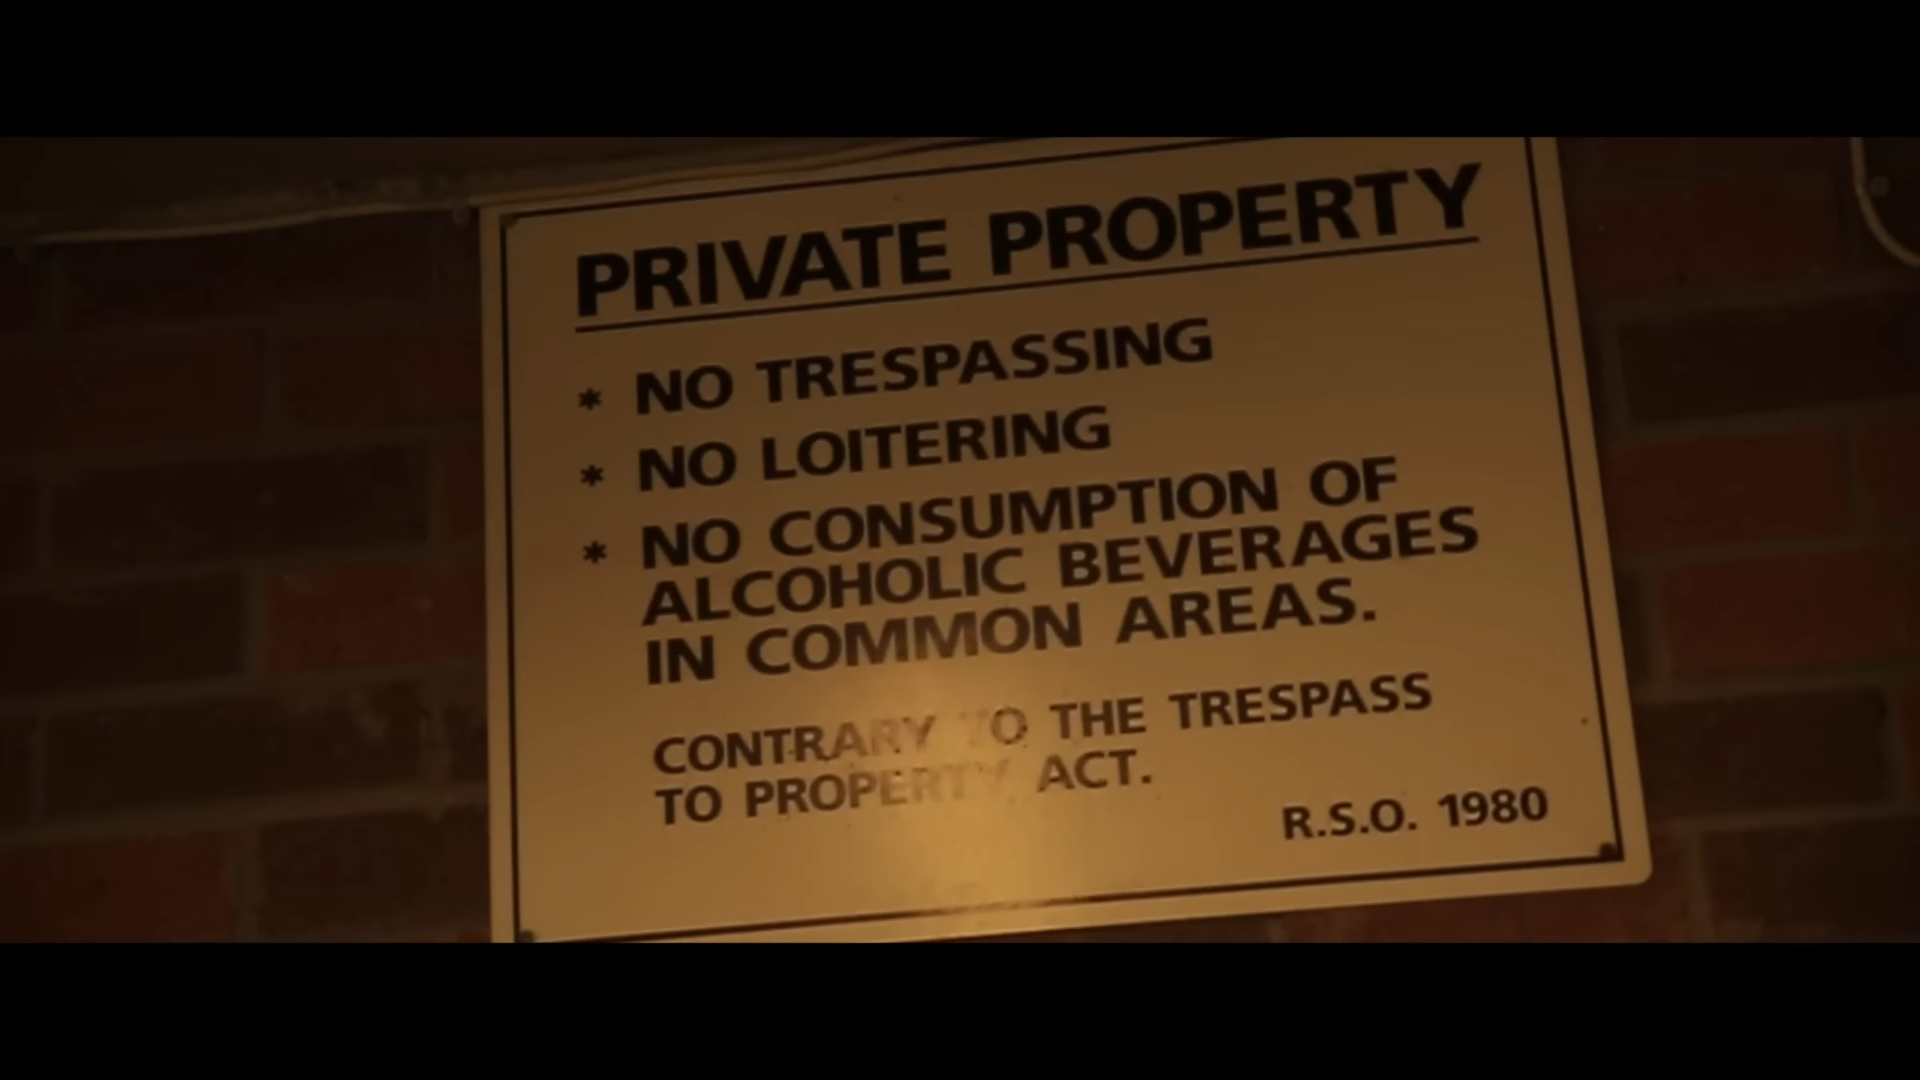 PRIVATE PROPERTY
* NO TRESPASSING
* NO LOITERING
* NO CONSUMPTION OF
ALCOHOLIC BEVERAGES
IN COMMON AREAS.
CONTRARY TO THE TRESPASS
TO PROPERTY ACT.
R.S.O. 1980